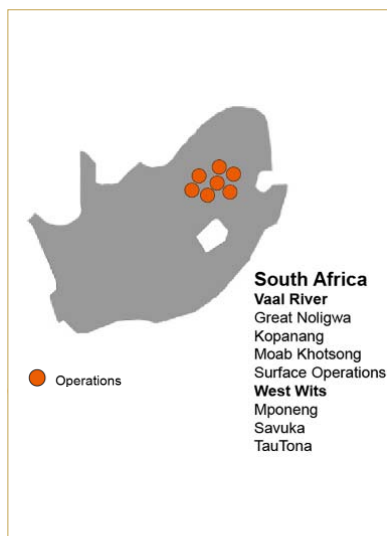 South Africa
Vaal River
Great Noligwa
Kopanang
Moab Khotsong
Surface Operations
West Wits
Mponeng
Savuka
TauTona
Operations